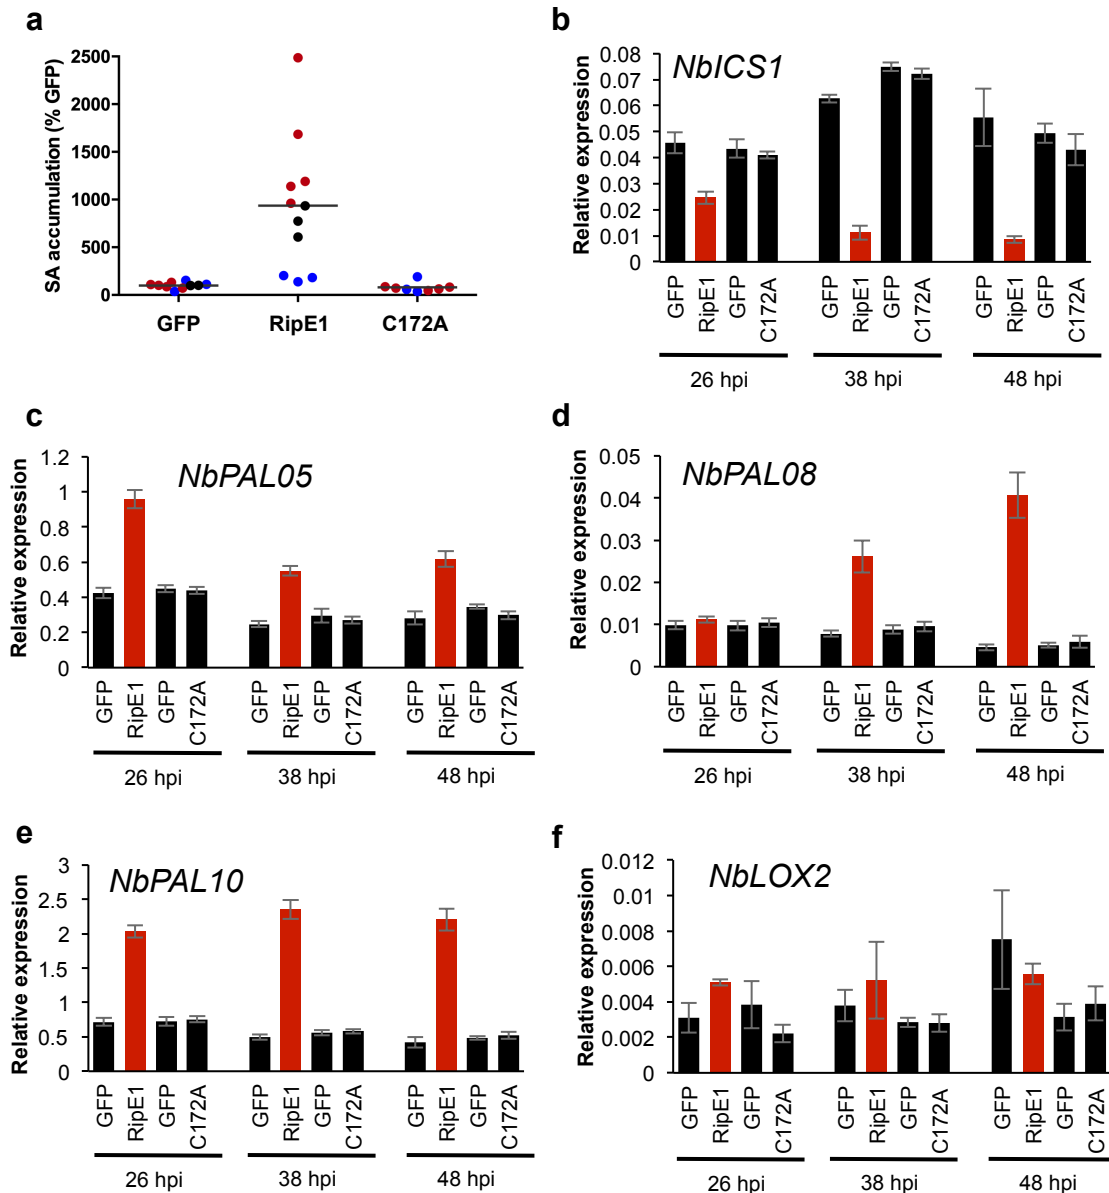 a
SA accumulation (% GFP)
2500
2000
1500
1000
500
0
GFP RipE1 C172A
b
NbICS1
Relative expression
0.08
0.07
0.06
0.05
0.04
0.03
0.02
0.01
0
GFP RipE1 GFP C172A GFP RipE1 GFP C172A GFP RipE1 GFP C172A
26 hpi 38 hpi 48 hpi
c
NbPAL05
Relative expression
1.2
1
0.8
0.6
0.4
0.2
0
GFP RipE1 GFP C172A GFP RipE1 GFP C172A GFP RipE1 GFP C172A
26 hpi 38 hpi 48 hpi
d
NbPAL08
Relative expression
0.05
0.04
0.03
0.02
0.01
0
GFP RipE1 GFP C172A GFP RipE1 GFP C172A GFP RipE1 GFP C172A
26 hpi 38 hpi 48 hpi
e
NbPAL10
Relative expression
3
2.5
2
1.5
1
0.5
0
GFP RipE1 GFP C172A GFP RipE1 GFP C172A GFP RipE1 GFP C172A
26 hpi 38 hpi 48 hpi
f
NbLOX2
Relative expression
0.012
0.01
0.008
0.006
0.004
0.002
0
GFP RipE1 GFP C172A GFP RipE1 GFP C172A GFP RipE1 GFP C172A
26 hpi 38 hpi 48 hpi